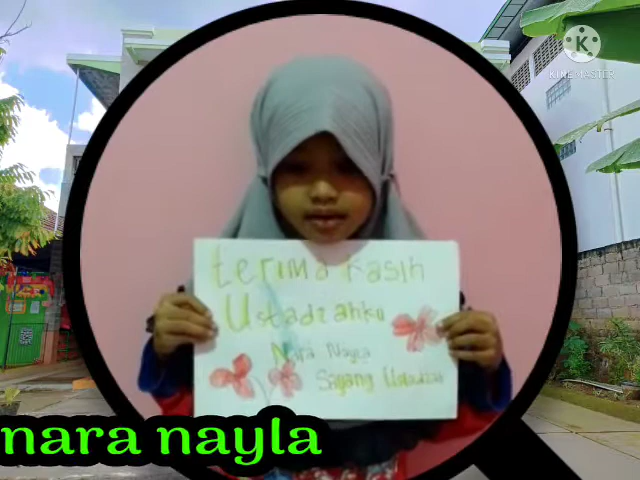 KINEMASTER
terima kasih
Ustadzahku
Nara Nayla
Sayang Ustadzah
nara nayla